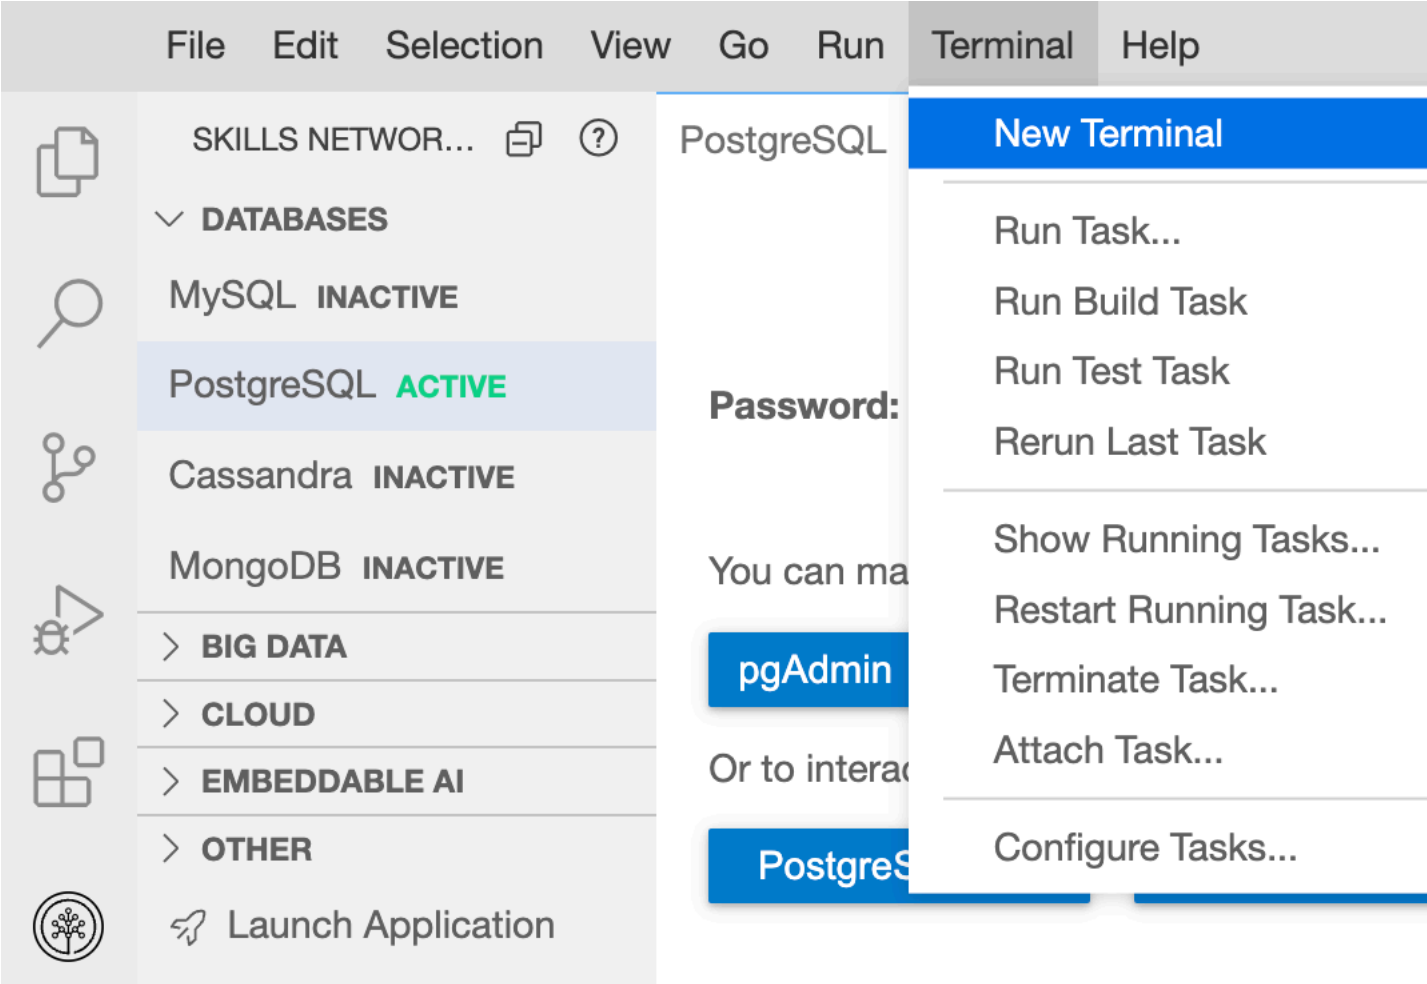 File Edit Selection View Go Run Terminal Help
SKILLS NETWOR...
DATABASES
MySQL INACTIVE
PostgreSQL ACTIVE
Cassandra INACTIVE
MongoDB INACTIVE
BIG DATA
CLOUD
EMBEDDABLE AI
OTHER
Launch Application
PostgreSQL
Password:
You can ma
pgAdmin
Or to interac
PostgreS
New Terminal
Run Task...
Run Build Task
Run Test Task
Rerun Last Task
Show Running Tasks...
Restart Running Task...
Terminate Task...
Attach Task...
Configure Tasks...